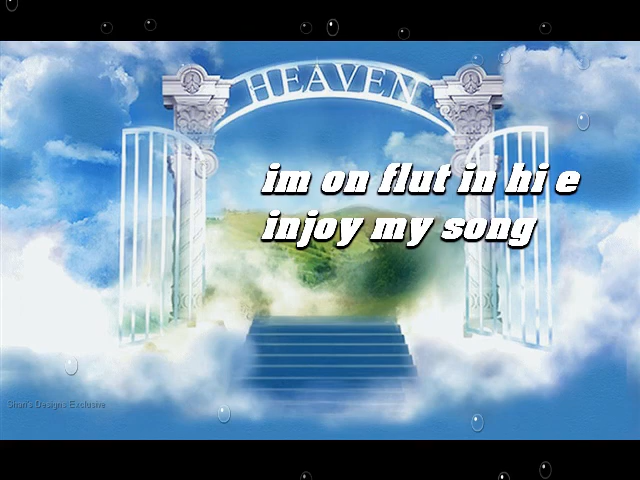 HEAVEN
im on flut in hi e
injoy my song
Shan's Designs Exclusive